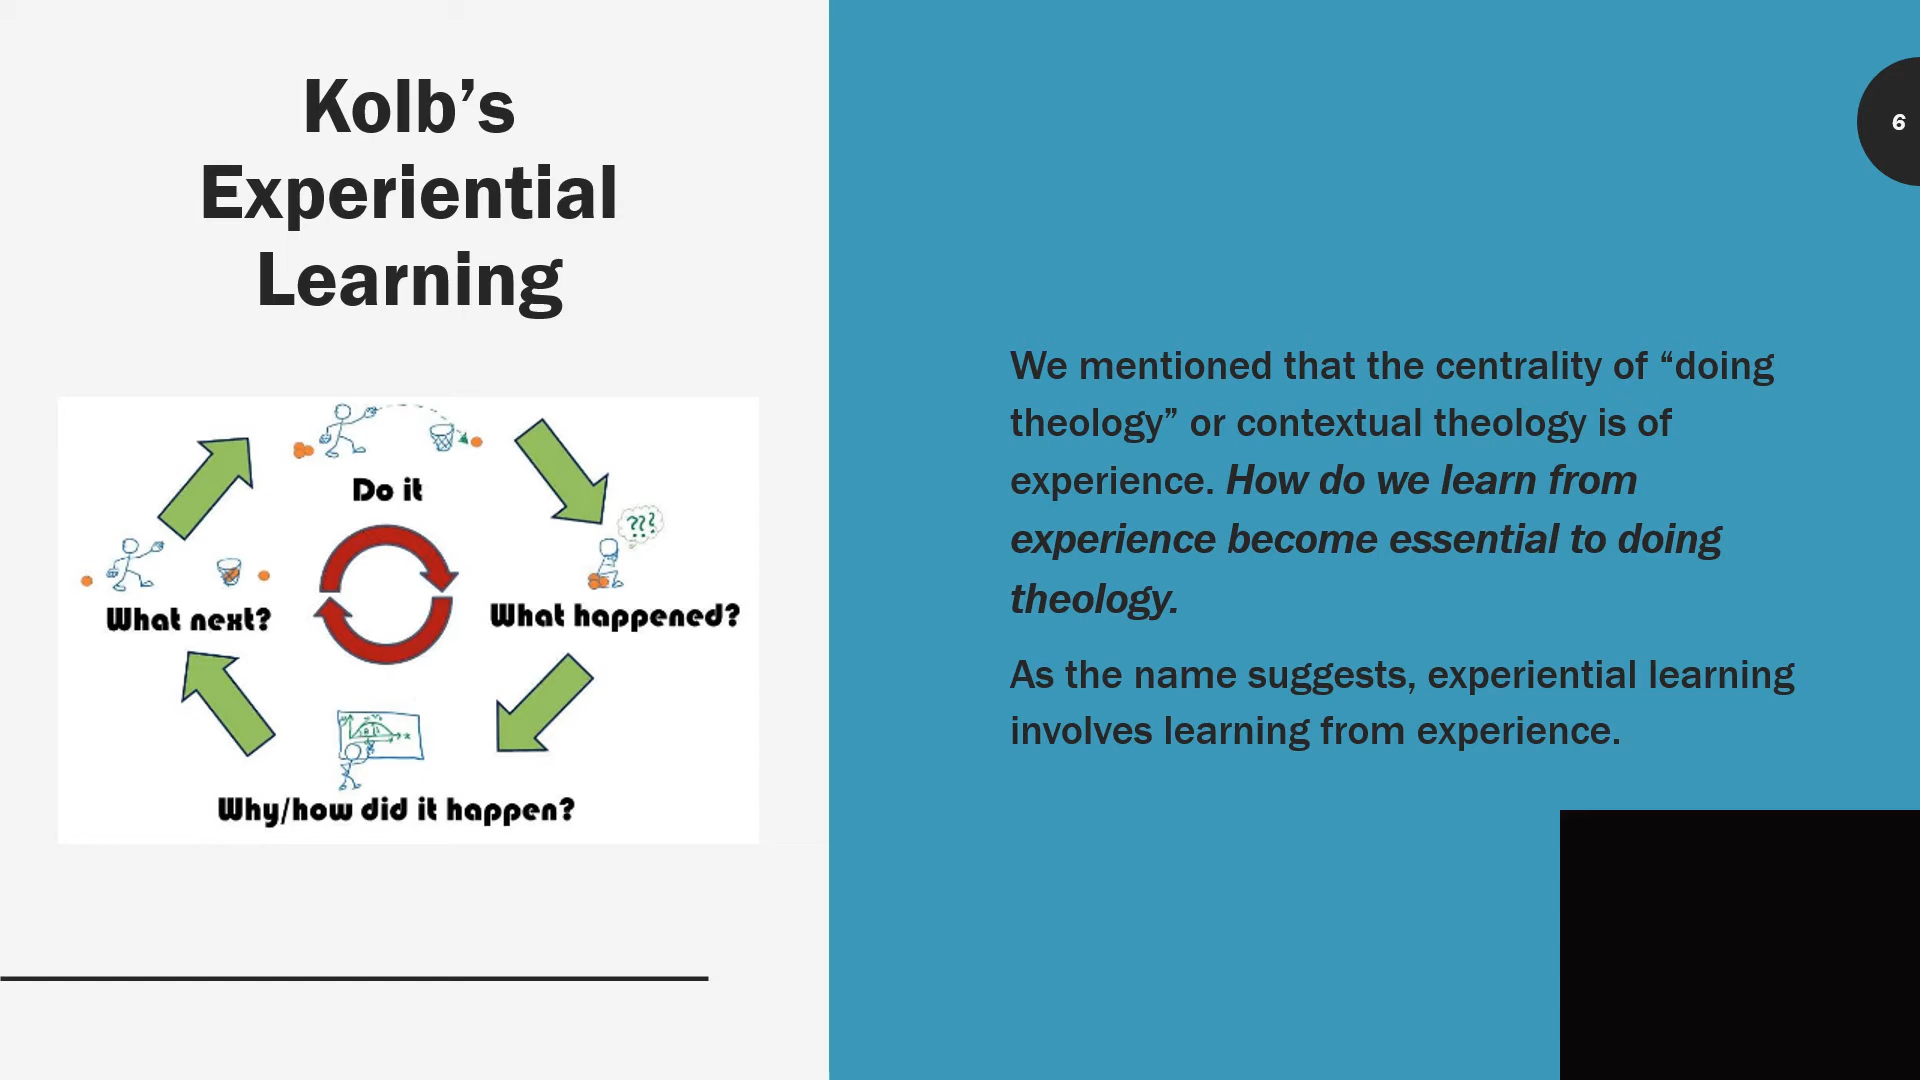 Kolb’s
Experiential
Learning
Do it
???
What next?
What happened?
Why/how did it happen?
6
We mentioned that the centrality of “doing
theology” or contextual theology is of
experience. How do we learn from
experience become essential to doing
theology.
As the name suggests, experiential learning
involves learning from experience.